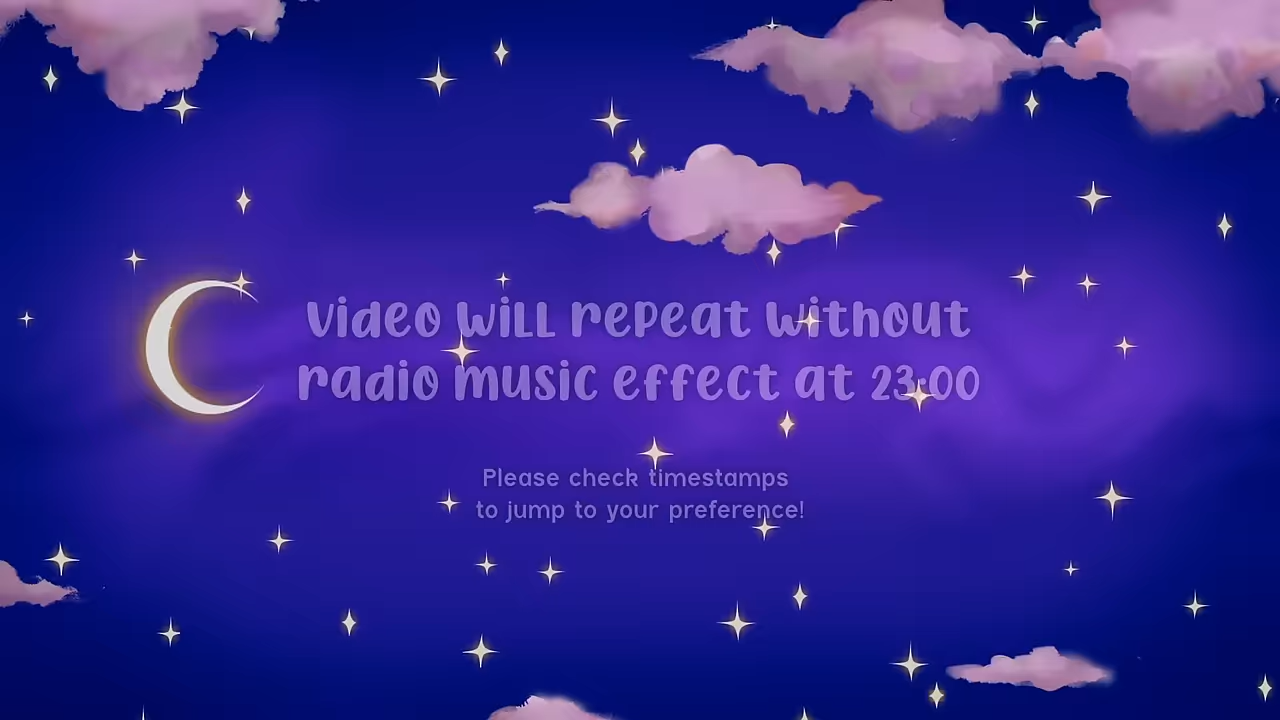 Video will repeat without
radio music effect at 23:00
Please check timestamps
to jump to your preference!